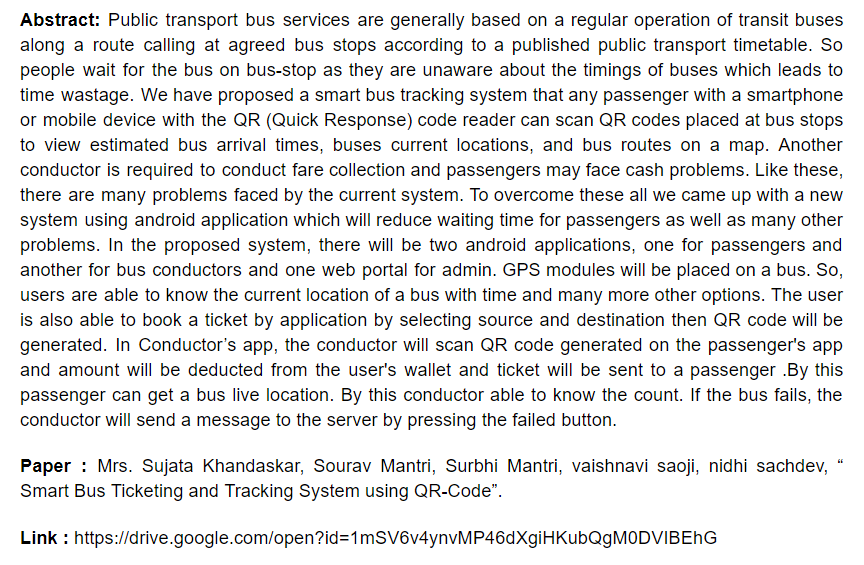 Abstract: Public transport bus services are generally based on a regular operation of transit buses
along a route calling at agreed bus stops according to a published public transport timetable. So
people wait for the bus on bus-stop as they are unaware about the timings of buses which leads to
time wastage. We have proposed a smart bus tracking system that any passenger with a smartphone
or mobile device with the QR (Quick Response) code reader can scan QR codes placed at bus stops
to view estimated bus arrival times, buses current locations, and bus routes on a map. Another
conductor is required to conduct fare collection and passengers may face cash problems. Like these,
there are many problems faced by the current system. To overcome these all we came up with a new
system using android application which will reduce waiting time for passengers as well as many other
problems. In the proposed system, there will be two android applications, one for passengers and
another for bus conductors and one web portal for admin. GPS modules will be placed on a bus. So,
users are able to know the current location of a bus with time and many more other options. The user
is also able to book a ticket by application by selecting source and destination then QR code will be
generated. In Conductor’s app, the conductor will scan QR code generated on the passenger's app
and amount will be deducted from the user's wallet and ticket will be sent to a passenger .By this
passenger can get a bus live location. By this conductor able to know the count. If the bus fails, the
conductor will send a message to the server by pressing the failed button.
Paper : Mrs. Sujata Khandaskar, Sourav Mantri, Surbhi Mantri, vaishnavi saoji, nidhi sachdev, “
Smart Bus Ticketing and Tracking System using QR-Code”.
Link : https://drive.google.com/open?id=1mSV6v4ynvMP46dXgiHKubQgM0DVIBEhG